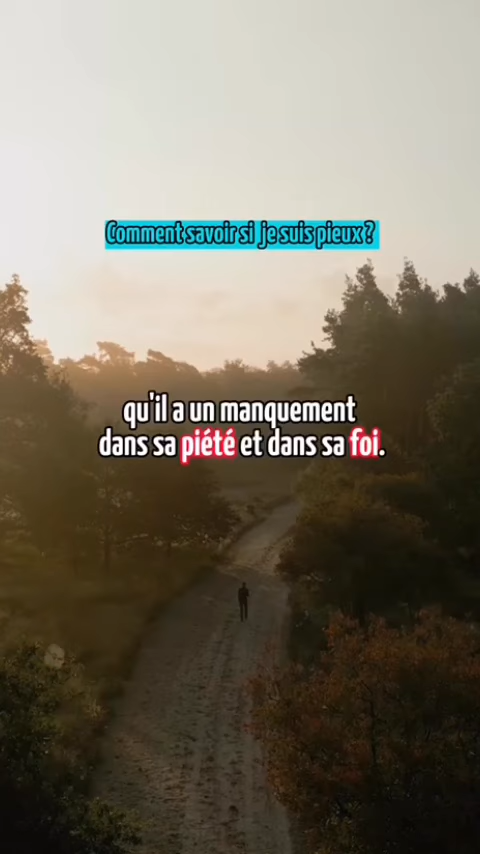 Comment savoir si je suis pieux ?
qu'il a un manquement
dans sa piété et dans sa foi.